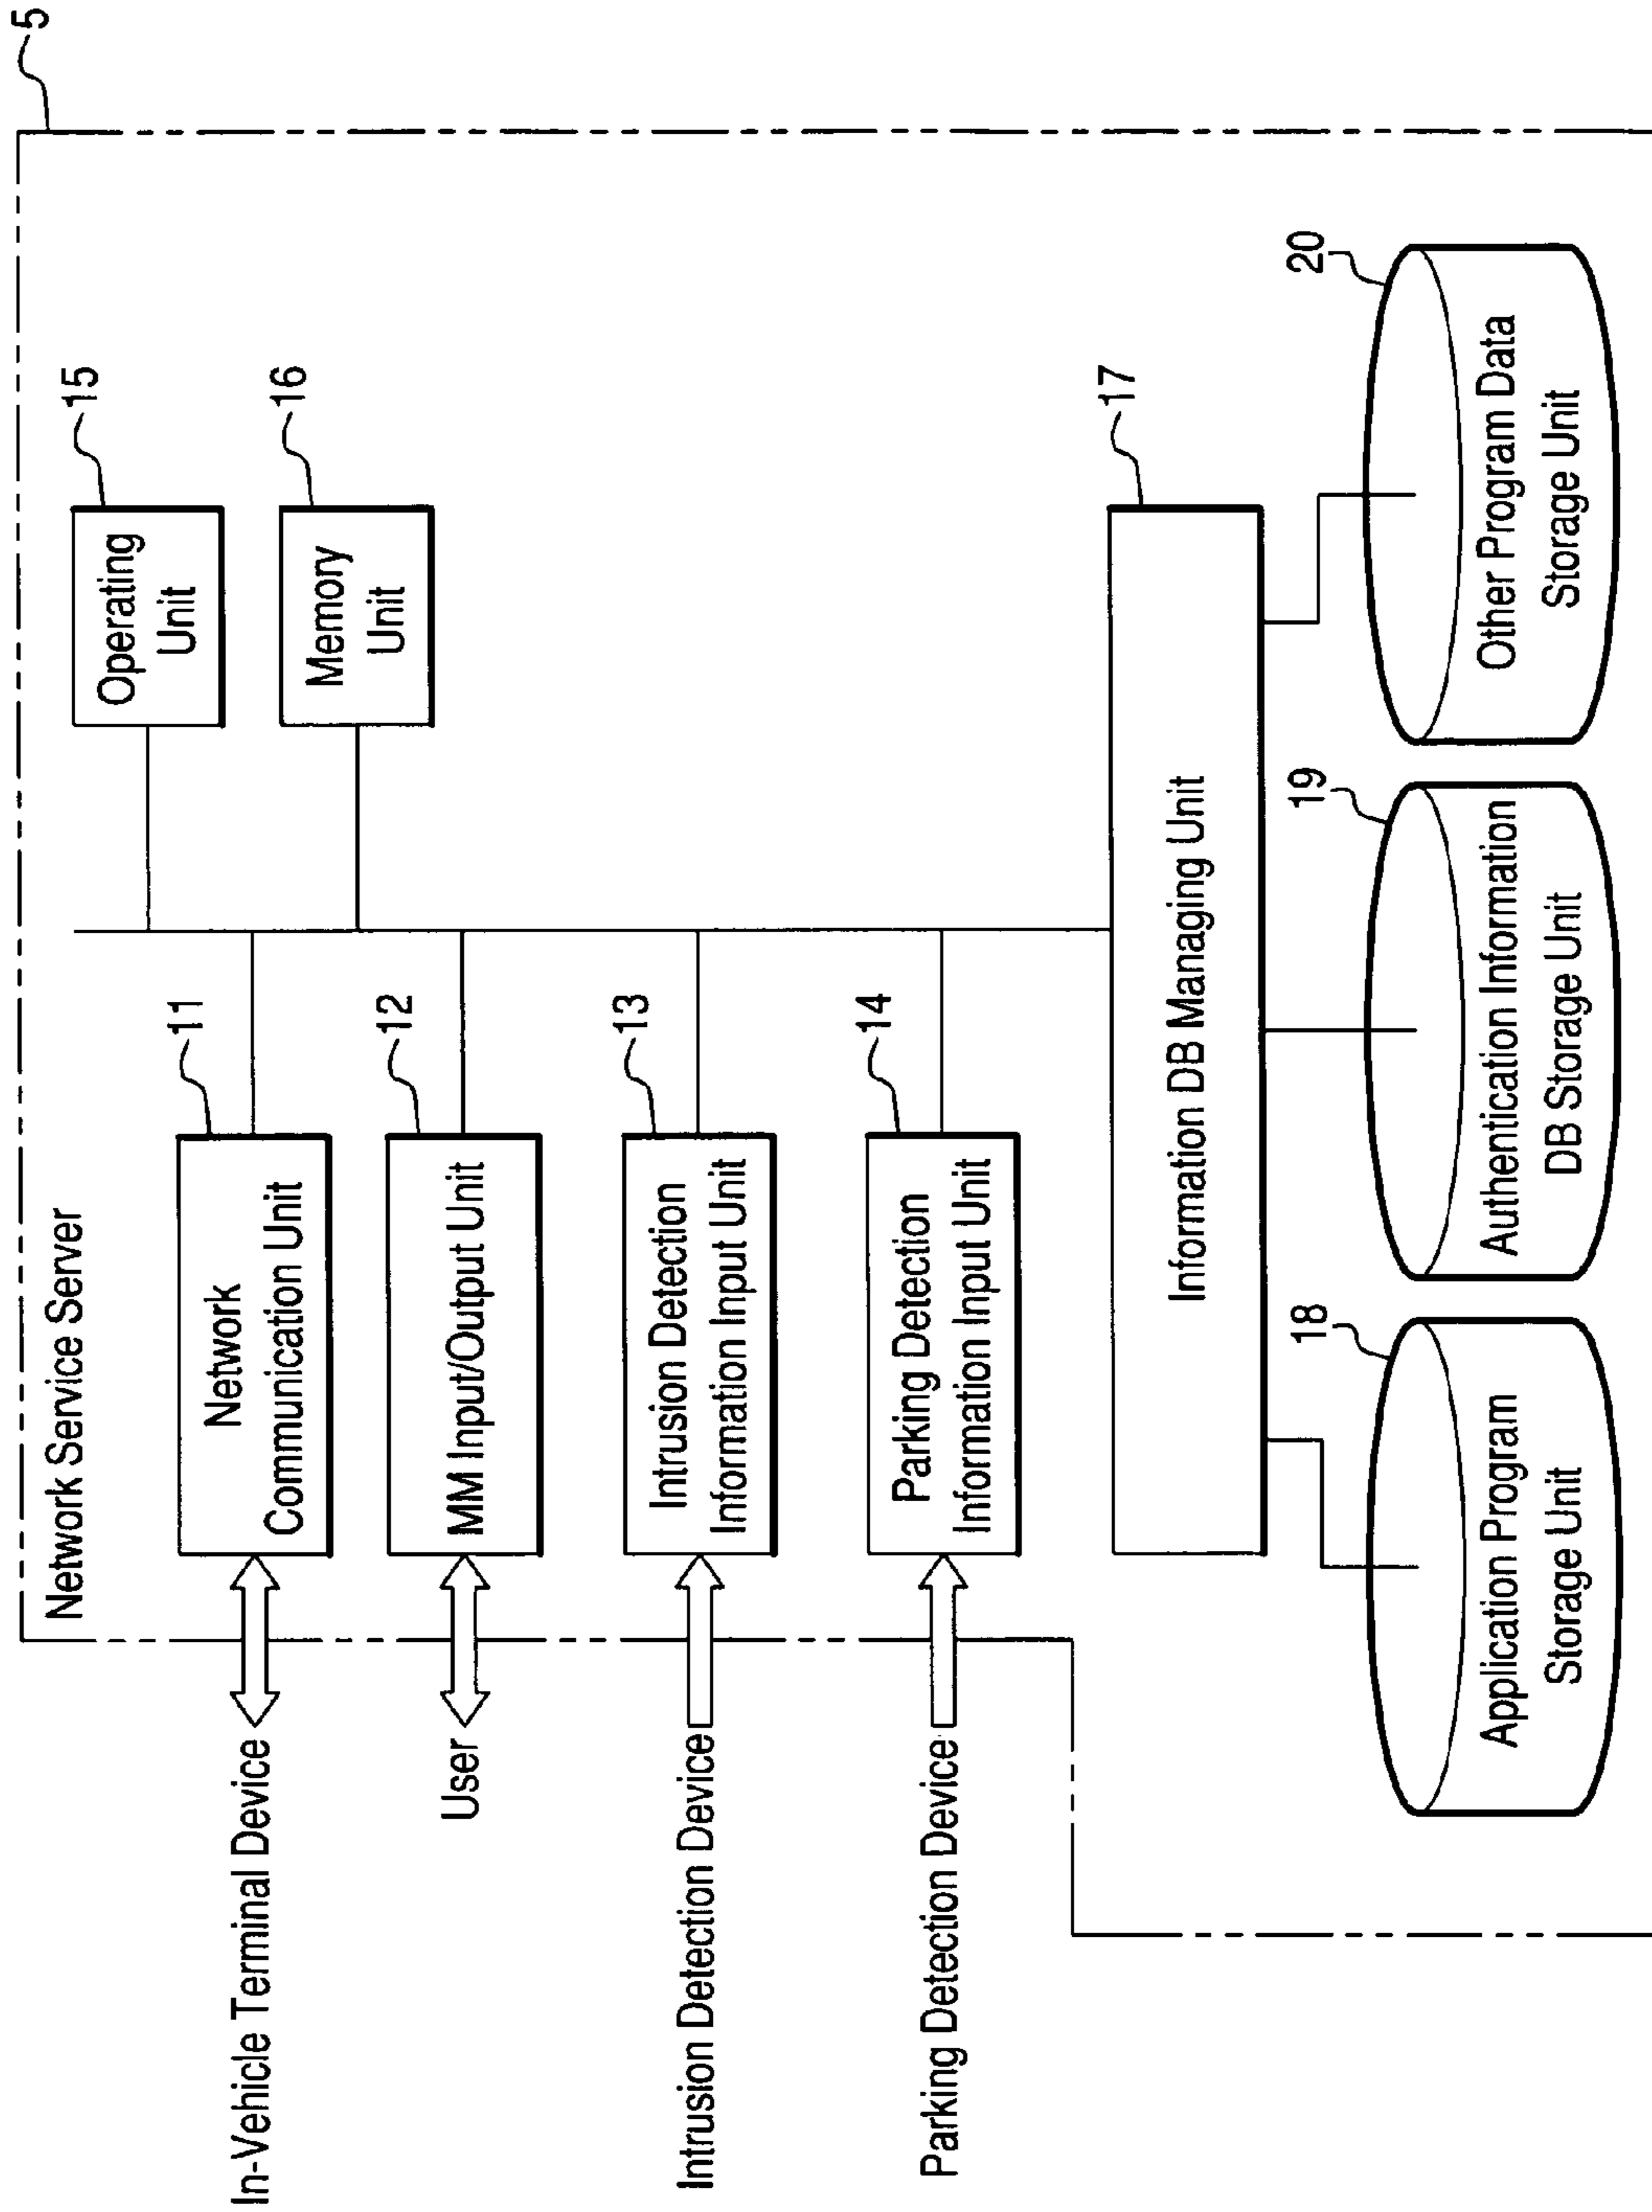 5
Network Service Server
In-Vehicle Terminal Device
Network
Communication Unit
11
Operating
Unit
15
User
MM Input/Output Unit
12
Memory
Unit
16
Intrusion Detection Device
Intrusion Detection
Information Input Unit
13
Parking Detection Device
Parking Detection
Information Input Unit
14
Information DB Managing Unit
17
18
Application Program
Storage Unit
19
Authentication Information
DB Storage Unit
20
Other Program Data
Storage Unit